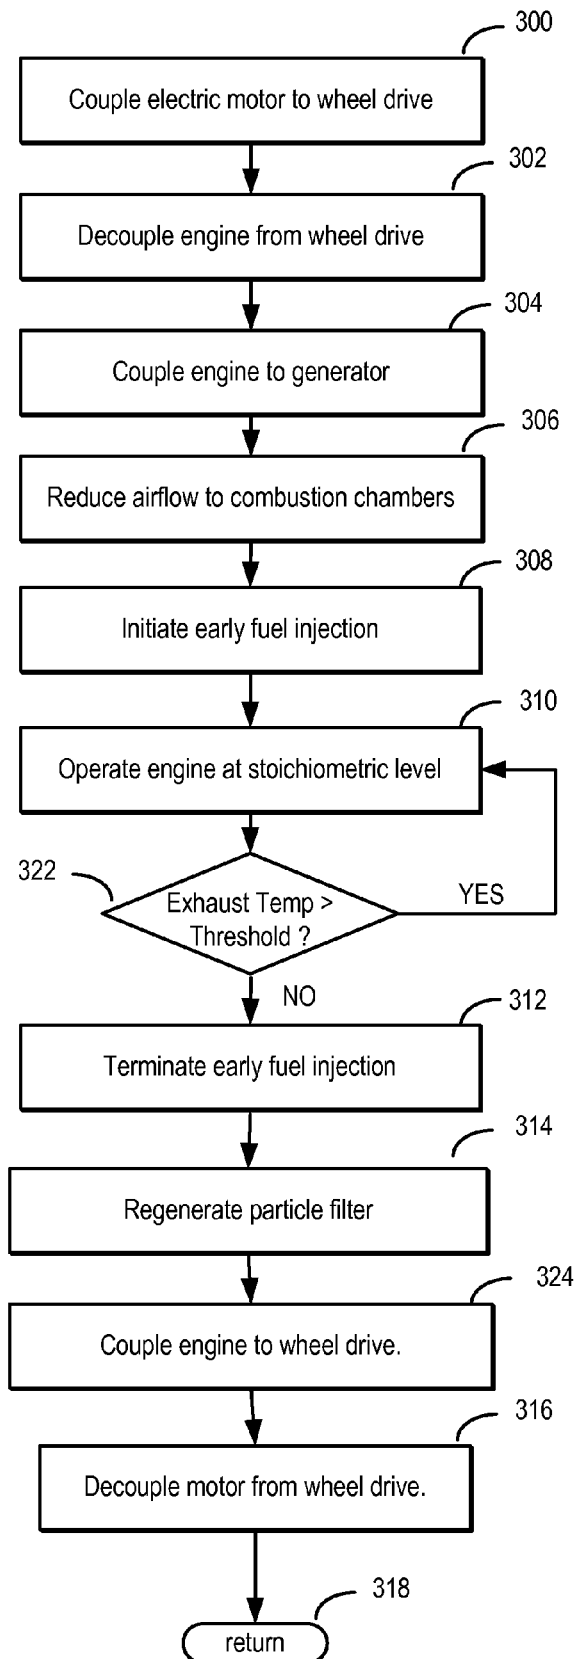 300
Couple electric motor to wheel drive
302
Decouple engine from wheel drive
304
Couple engine to generator
306
Reduce airflow to combustion chambers
308
Initiate early fuel injection
310
Operate engine at stoichiometric level
322
Exhaust Temp >
Threshold ?
YES
NO
312
Terminate early fuel injection
314
Regenerate particle filter
324
Couple engine to wheel drive.
316
Decouple motor from wheel drive.
318
return